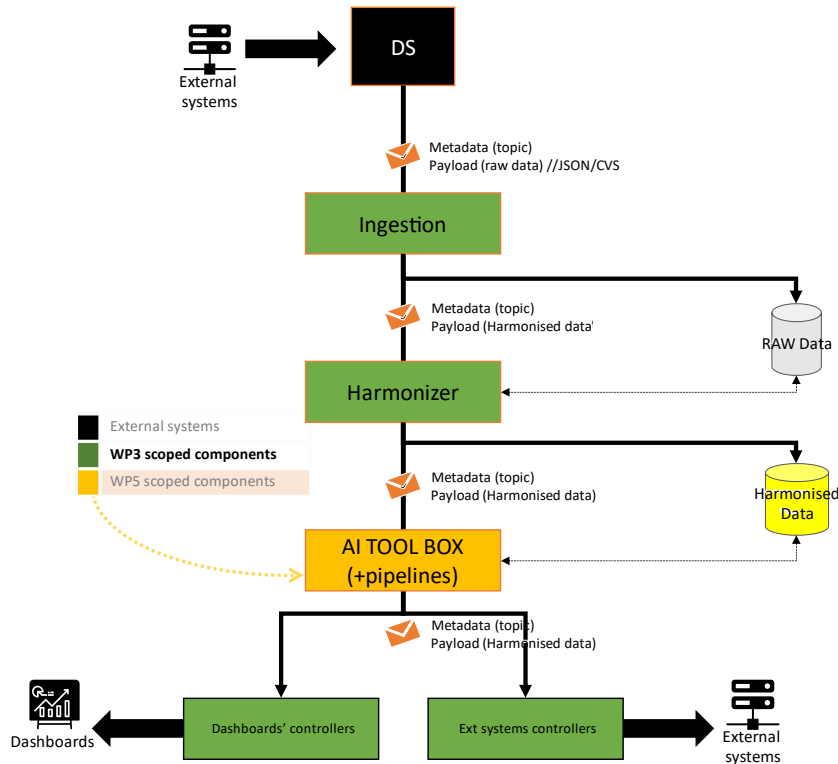 DS
External
systems
Metadata (topic)
Payload (raw data) //JSON/CVS
Ingestion
Metadata (topic)
Payload (Harmonised data'
RAW Data
Harmonizer
External systems
WP3 scoped components
WP5 scoped components
Metadata (topic)
Payload (Harmonised data)
Harmonised
Data
AI TOOL BOX
(+pipelines)
Metadata (topic)
Payload (Harmonised data)
Dashboards' controllers
Ext systems controllers
Dashboards
External
systems